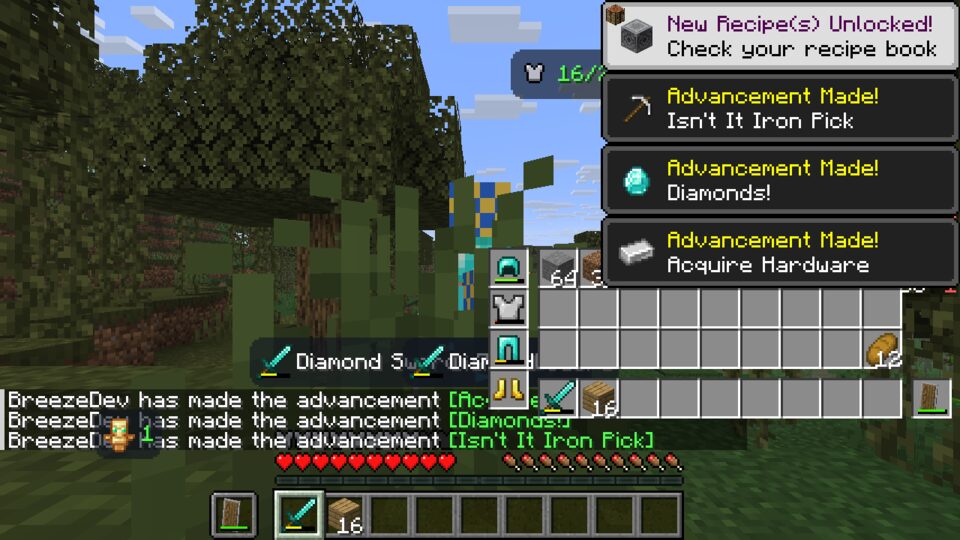 New Recipe(s) Unlocked!
Check your recipe book
16/
Advancement Made!
Isn't It Iron Pick
Advancement Made!
Diamonds!
Advancement Made!
Acquire Hardware
64
12
Diamond
BreezeDev has made the advancement
BreezeDev has made the advancement [Diamonds!]
has made the advancement [Isn't It Iron Pick]
16
1
16